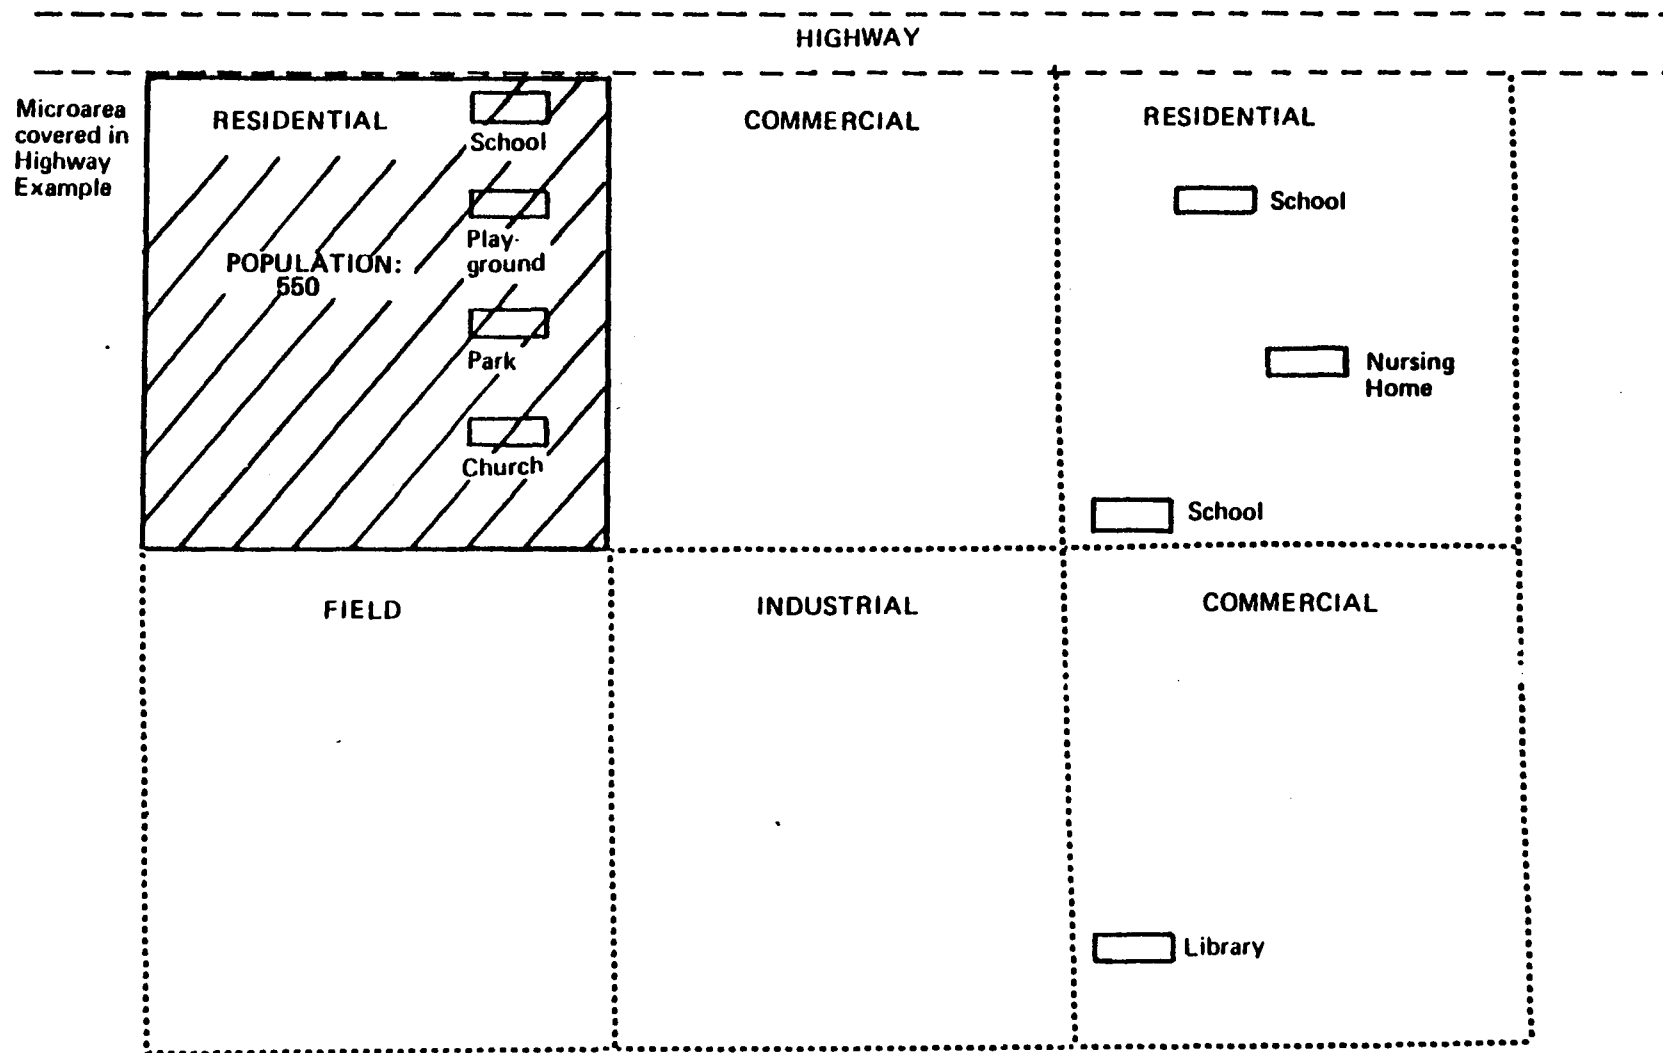 HIGHWAY
Microarea
covered in
Highway
Example
RESIDENTIAL
School
Play-
ground
POPULATION:
550
Park
Church
COMMERCIAL
RESIDENTIAL
School
Nursing
Home
School
FIELD
INDUSTRIAL
COMMERCIAL
Library